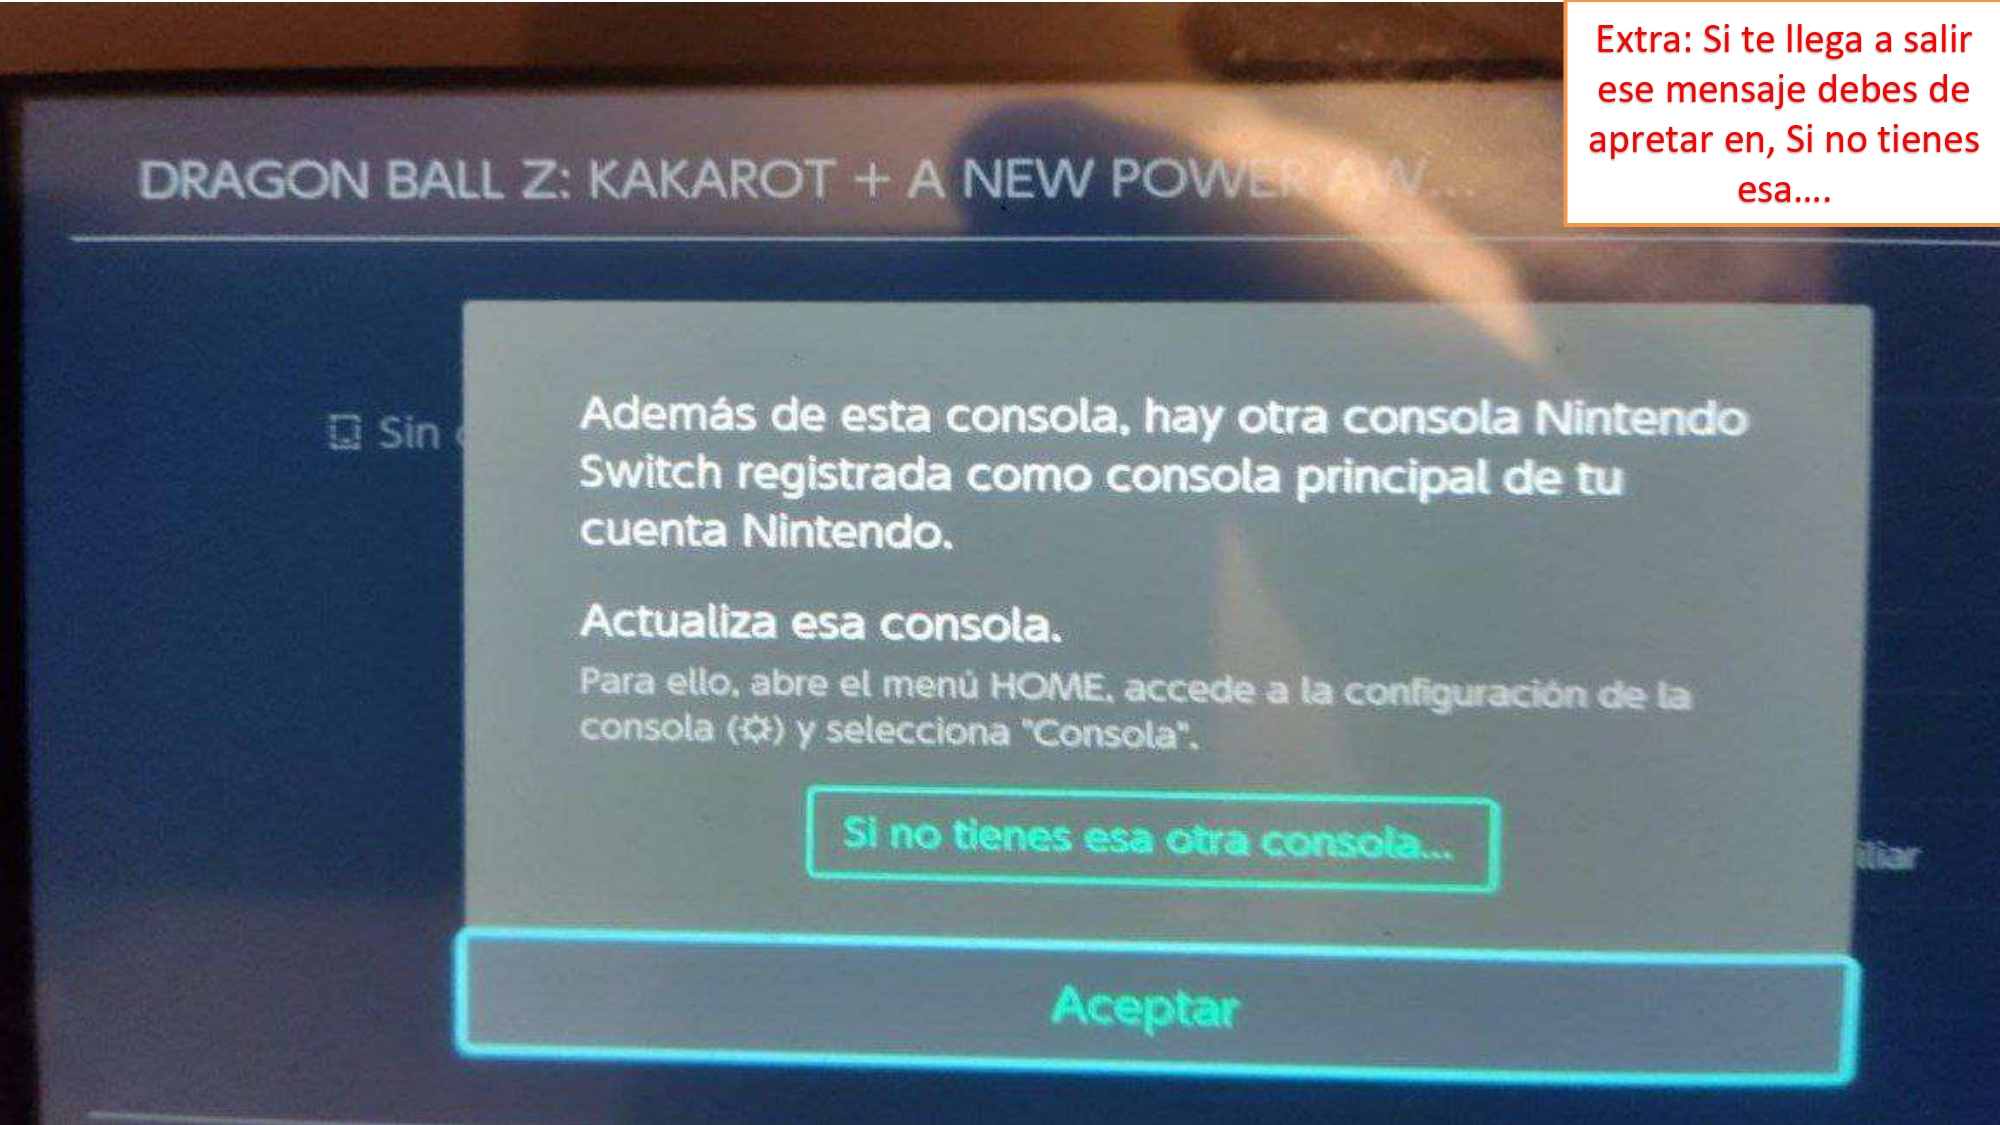 Extra: Si te llega a salir
ese mensaje debes de
apretar en, Si no tienes
esa....
DRAGON BALL Z: KAKAROT + A NEW POWER AW...
Sin
Además de esta consola, hay otra consola Nintendo
Switch registrada como consola principal de tu
cuenta Nintendo.
Actualiza esa consola.
Para ello, abre el menú HOME, accede a la configuración de la
consola (⚙) y selecciona "Consola".
Si no tienes esa otra consola...
iliar
Aceptar